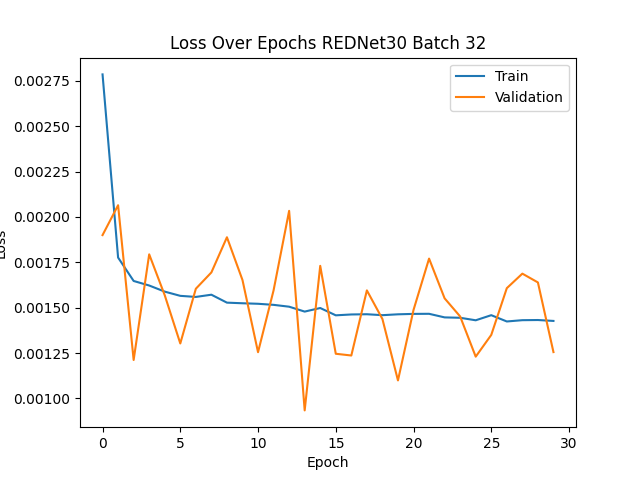 Loss Over Epochs REDNet30 Batch 32
Train
Validation
0.00275
0.00250
0.00225
0.00200
0.00175
0.00150
0.00125
0.00100
Loss
0 5 10 15 20 25 30
Epoch